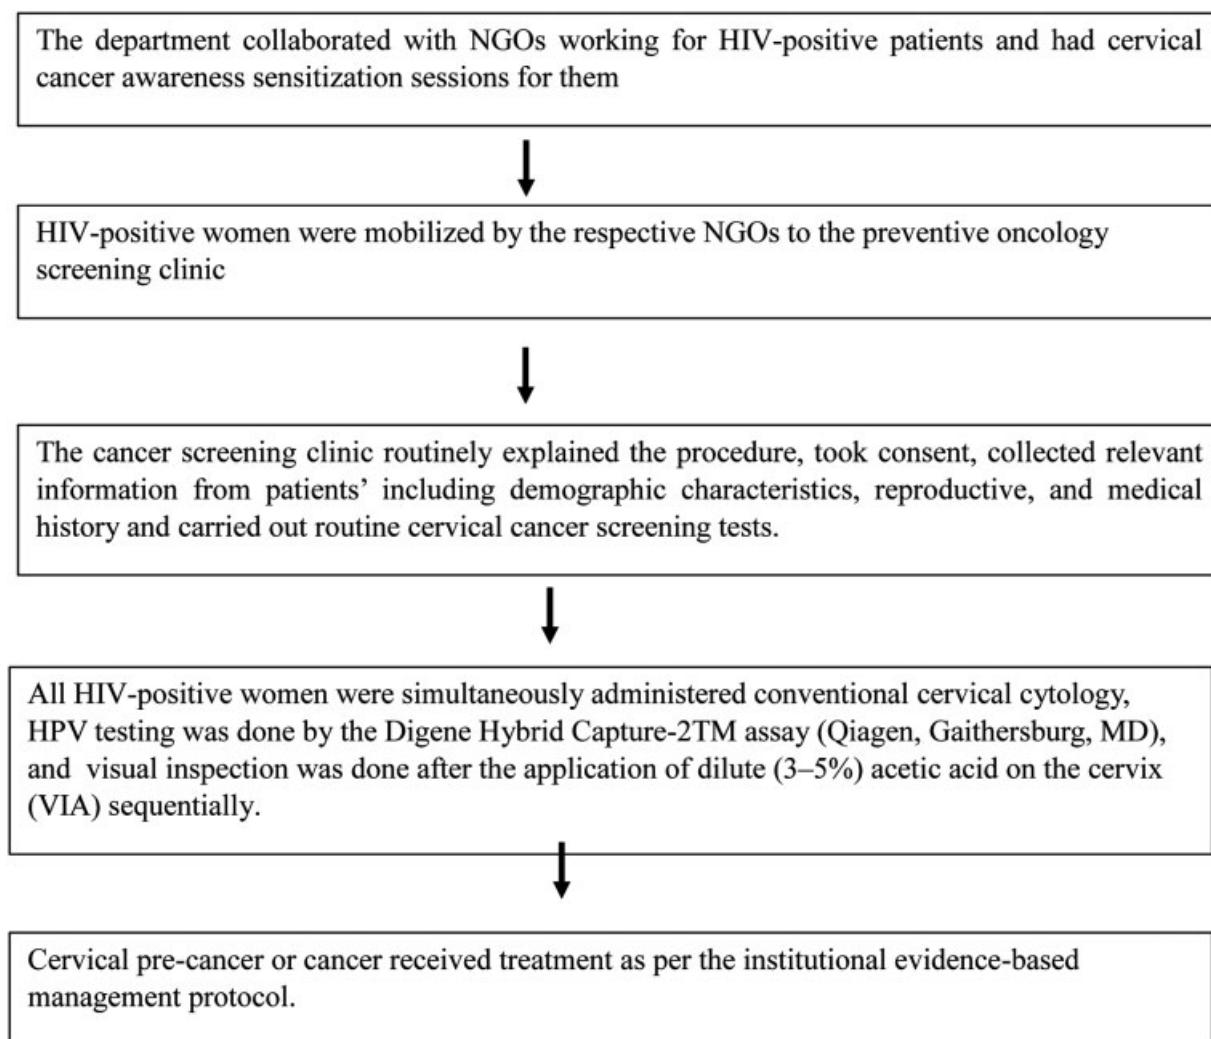 The department collaborated with NGOs working for HIV-positive patients and had cervical
cancer awareness sensitization sessions for them
HIV-positive women were mobilized by the respective NGOs to the preventive oncology
screening clinic
The cancer screening clinic routinely explained the procedure, took consent, collected relevant
information from patients’ including demographic characteristics, reproductive, and medical
history and carried out routine cervical cancer screening tests.
All HIV-positive women were simultaneously administered conventional cervical cytology,
HPV testing was done by the Digene Hybrid Capture-2TM assay (Qiagen, Gaithersburg, MD),
and visual inspection was done after the application of dilute (3–5%) acetic acid on the cervix
(VIA) sequentially.
Cervical pre-cancer or cancer received treatment as per the institutional evidence-based
management protocol.